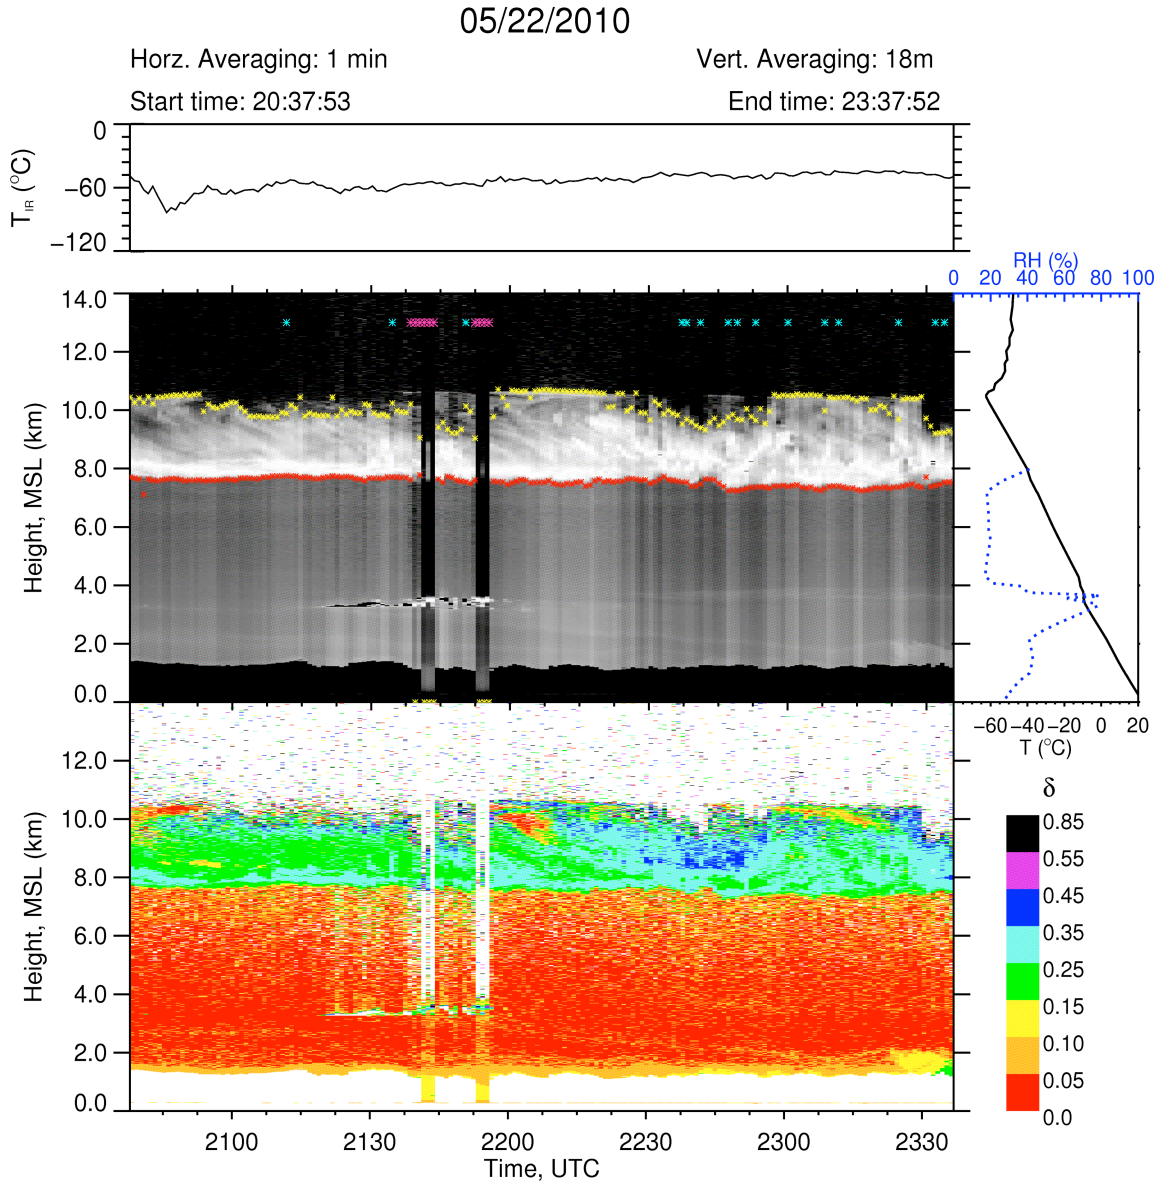 05/22/2010
Horz. Averaging: 1 min Vert. Averaging: 18m
Start time: 20:37:53 End time: 23:37:52
T_IR (°C)
0
−60
−120
RH (%)
0 20 40 60 80 100
Height, MSL (km)
14.0
12.0
10.0
8.0
6.0
4.0
2.0
0.0
−60 −40 −20 0 20
T (°C)
Height, MSL (km)
12.0
10.0
8.0
6.0
4.0
2.0
0.0
δ
0.85
0.55
0.45
0.35
0.25
0.15
0.10
0.05
0.0
2100 2130 2200 2230 2300 2330
Time, UTC